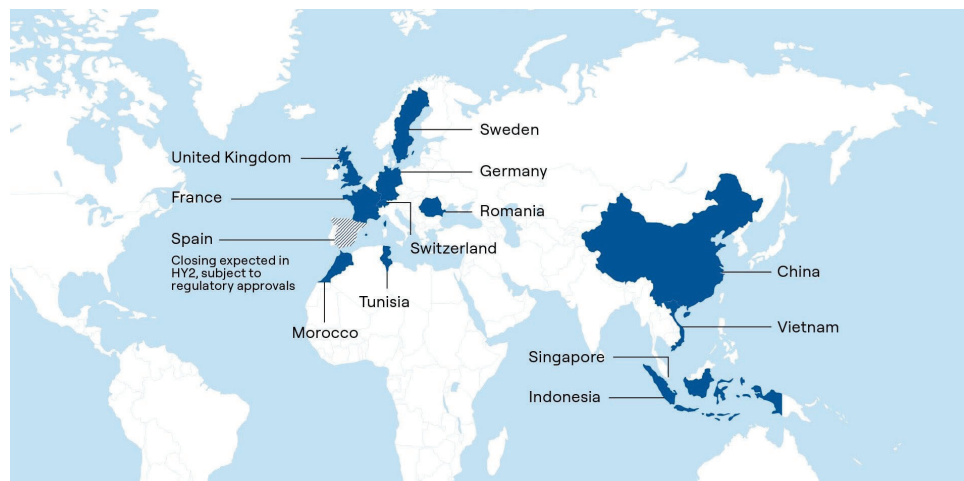 Sweden
United Kingdom
Germany
France
Romania
Spain
Switzerland
Closing expected in
HY2, subject to
regulatory approvals
China
Tunisia
Morocco
Vietnam
Singapore
Indonesia